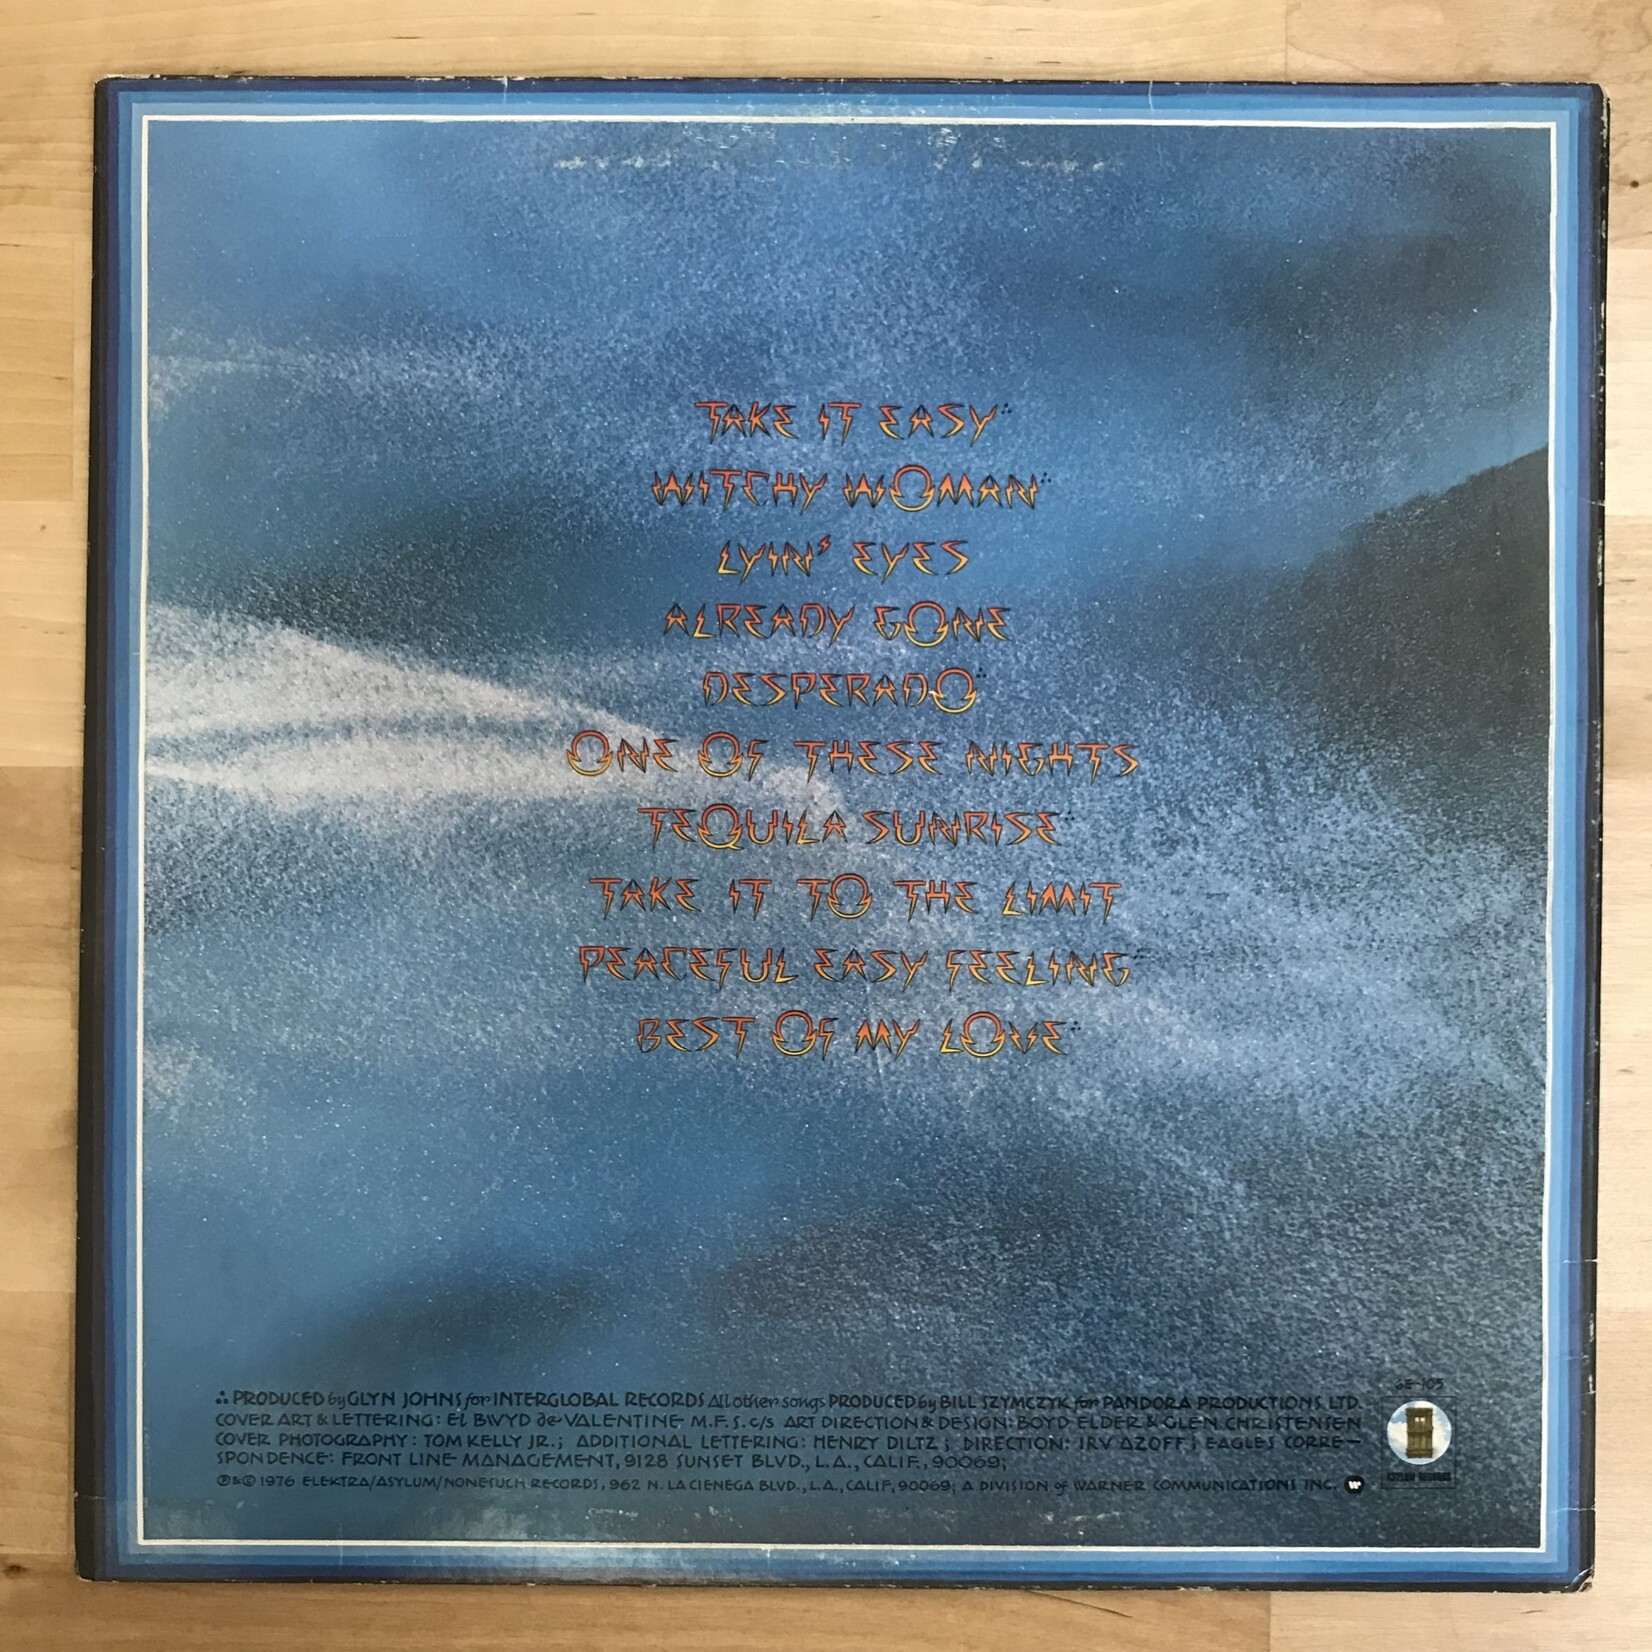 TAKE IT EASY∴
WITCHY WOMAN∴
LYIN' EYES
ALREADY GONE
DESPERADO∴
ONE OF THESE NIGHTS
TEQUILA SUNRISE∴
TAKE IT TO THE LIMIT
PEACEFUL EASY FEELING∴
BEST OF MY LOVE∴
6E-105
∴ PRODUCED by GLYN JOHNS for INTERGLOBAL RECORDS All other songs PRODUCED by BILL SZYMCZYK for PANDORA PRODUCTIONS LTD.
COVER ART & LETTERING: El BWYD de VALENTINE M.F.S. c/s ART DIRECTION & DESIGN: BOYD ELDER & GLEN CHRISTENSEN
COVER PHOTOGRAPHY: TOM KELLY JR.; ADDITIONAL LETTERING: HENRY DILTZ; DIRECTION: IRV AZOFF; EAGLES CORRE-
SPONDENCE: FRONT LINE MANAGEMENT, 9128 SUNSET BLVD., L.A., CALIF., 90069;
℗&© 1976 ELEKTRA/ASYLUM/NONESUCH RECORDS, 962 N. LA CIENEGA BLVD., L.A., CALIF, 90069; A DIVISION of WARNER COMMUNICATIONS INC.
ASYLUM RECORDS